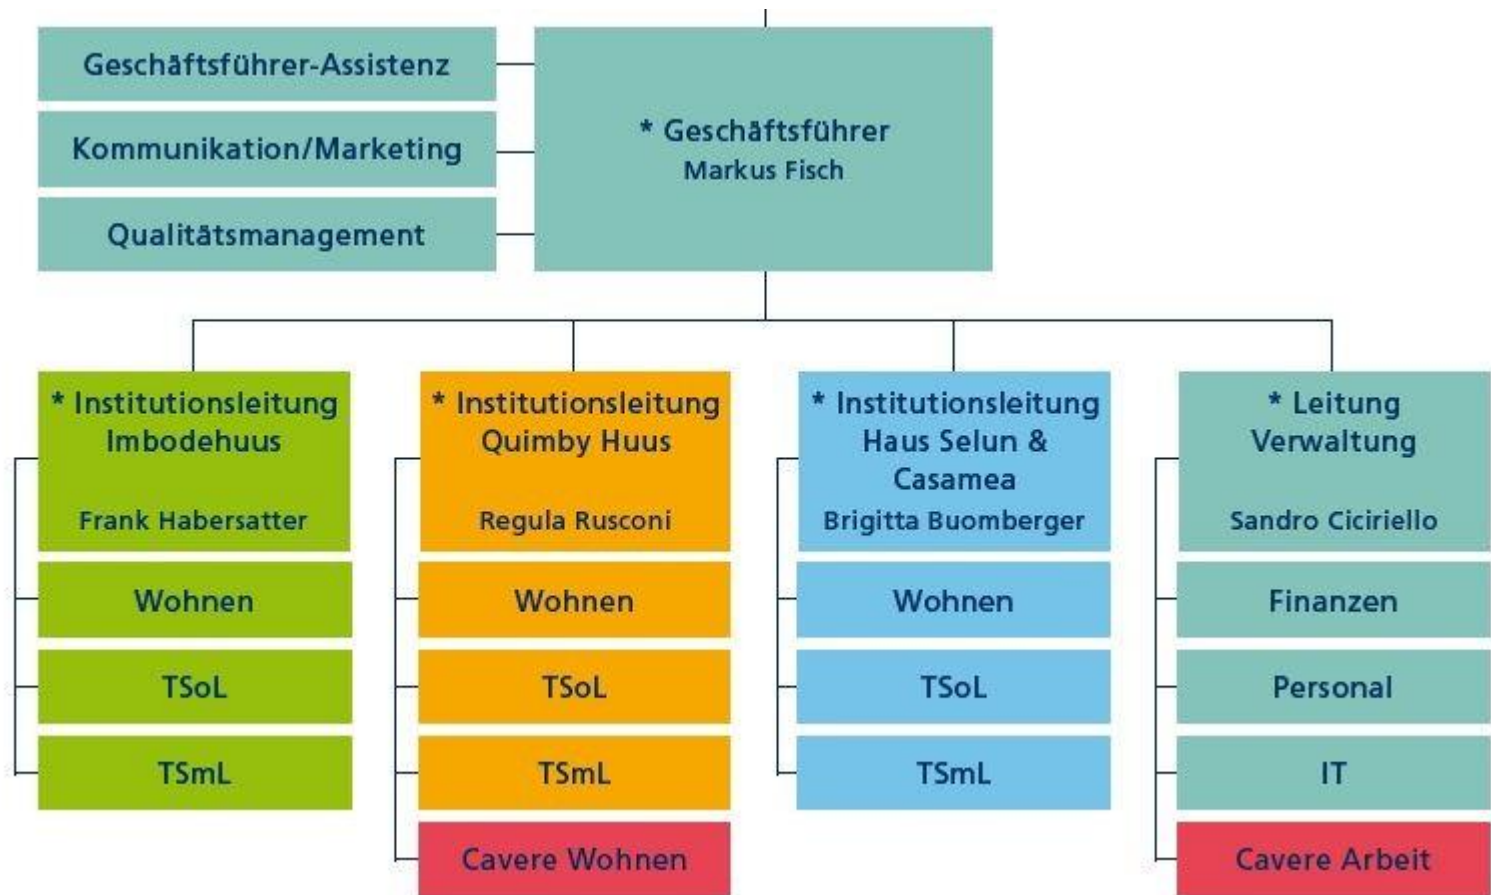 Geschäftsführer-Assistenz
Kommunikation/Marketing
Qualitätsmanagement
* Geschäftsführer
Markus Fisch
* Institutionsleitung
Imbodehuus
Frank Habersatter
Wohnen
TSoL
TSmL
* Institutionsleitung
Quimby Huus
Regula Rusconi
Wohnen
TSoL
TSmL
Cavere Wohnen
* Institutionsleitung
Haus Selun &
Casamea
Brigitta Buomberger
Wohnen
TSoL
TSmL
* Leitung
Verwaltung
Sandro Ciciriello
Finanzen
Personal
IT
Cavere Arbeit